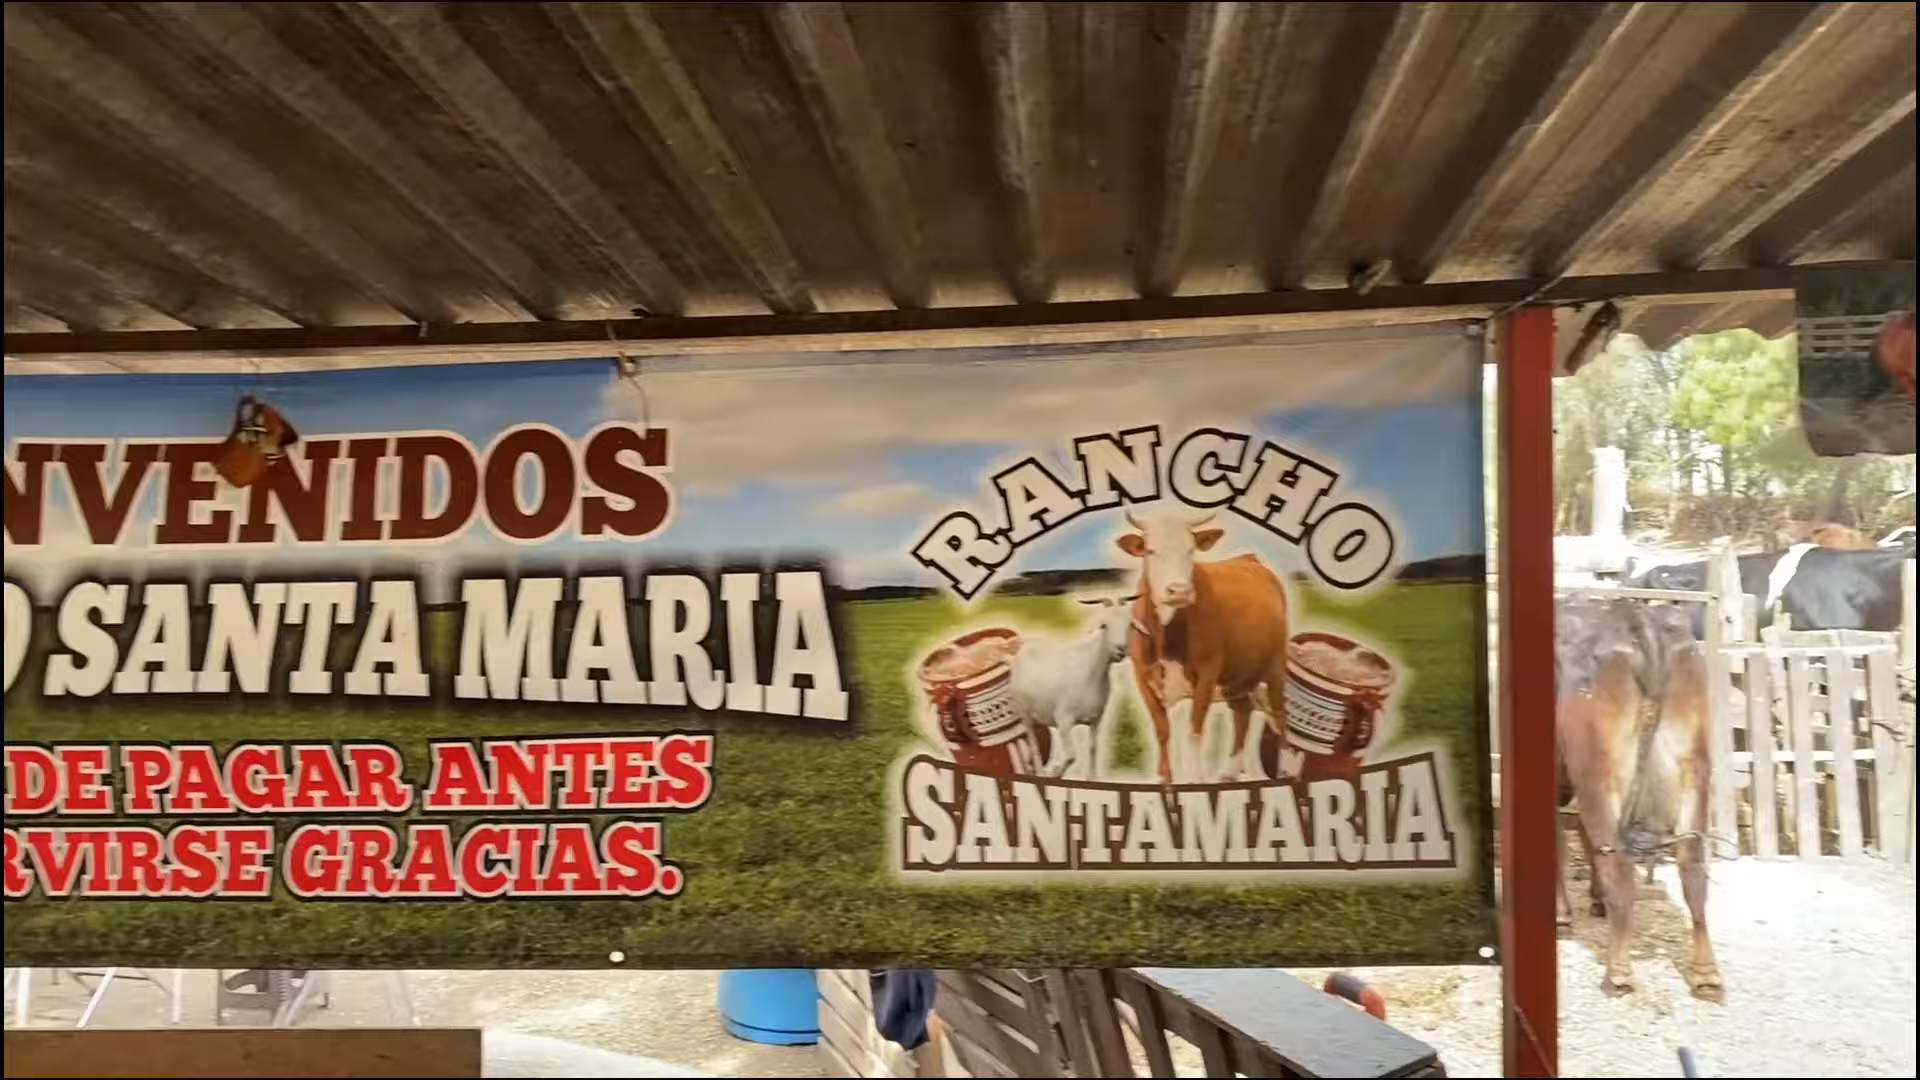 NVENIDOS
SANTA MARIA
DE PAGAR ANTES
RVIRSE GRACIAS.
RANCHO
SANTAMARIA